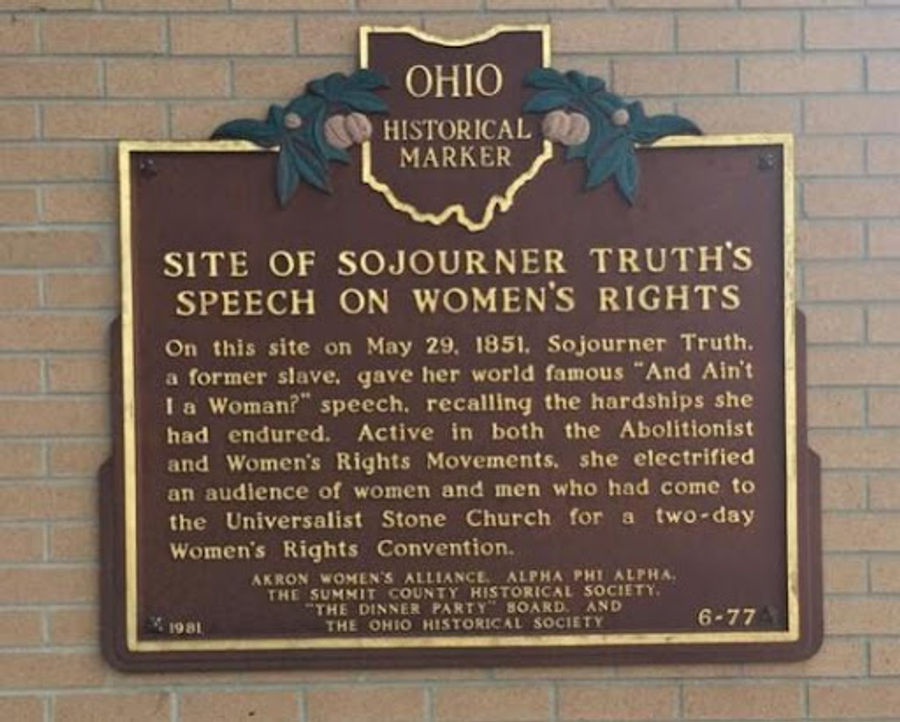 OHIO
HISTORICAL
MARKER
SITE OF SOJOURNER TRUTH'S
SPEECH ON WOMEN'S RIGHTS
On this site on May 29, 1851, Sojourner Truth,
a former slave, gave her world famous "And Ain't
I a Woman?" speech, recalling the hardships she
had endured. Active in both the Abolitionist
and Women's Rights Movements, she electrified
an audience of women and men who had come to
the Universalist Stone Church for a two-day
Women's Rights Convention.
AKRON WOMEN'S ALLIANCE, ALPHA PHI ALPHA,
THE SUMMIT COUNTY HISTORICAL SOCIETY,
"THE DINNER PARTY" BOARD, AND
THE OHIO HISTORICAL SOCIETY
1981
6-77